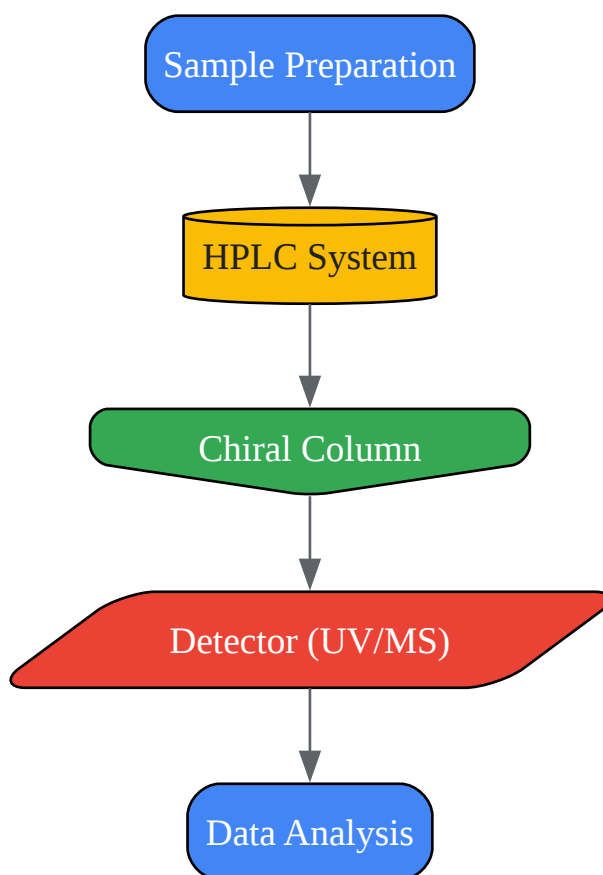 Sample Preparation
HPLC System
Chiral Column
Detector (UV/MS)
Data Analysis